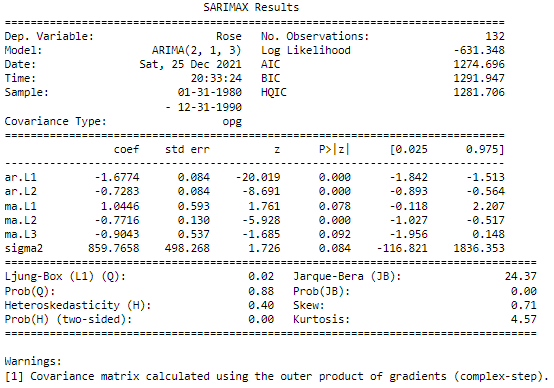 SARIMAX Results
==============================================================================
Dep. Variable:                   Rose   No. Observations:                  132
Model:                 ARIMA(2, 1, 3)   Log Likelihood                -631.348
Date:                Sat, 25 Dec 2021   AIC                           1274.696
Time:                        20:33:24   BIC                           1291.947
Sample:                    01-31-1980   HQIC                          1281.706
                         - 12-31-1990
Covariance Type:                  opg
==============================================================================
                 coef    std err          z      P>|z|      [0.025      0.975]
------------------------------------------------------------------------------
ar.L1         -1.6774      0.084    -20.019      0.000      -1.842      -1.513
ar.L2         -0.7283      0.084     -8.691      0.000      -0.893      -0.564
ma.L1          1.0446      0.593      1.761      0.078      -0.118       2.207
ma.L2         -0.7716      0.130     -5.928      0.000      -1.027      -0.517
ma.L3         -0.9043      0.537     -1.685      0.092      -1.956       0.148
sigma2       859.7658    498.268      1.726      0.084    -116.821    1836.353
===================================================================================
Ljung-Box (L1) (Q):                   0.02   Jarque-Bera (JB):                24.37
Prob(Q):                              0.88   Prob(JB):                         0.00
Heteroskedasticity (H):               0.40   Skew:                             0.71
Prob(H) (two-sided):                  0.00   Kurtosis:                         4.57
===================================================================================
Warnings:
[1] Covariance matrix calculated using the outer product of gradients (complex-step).